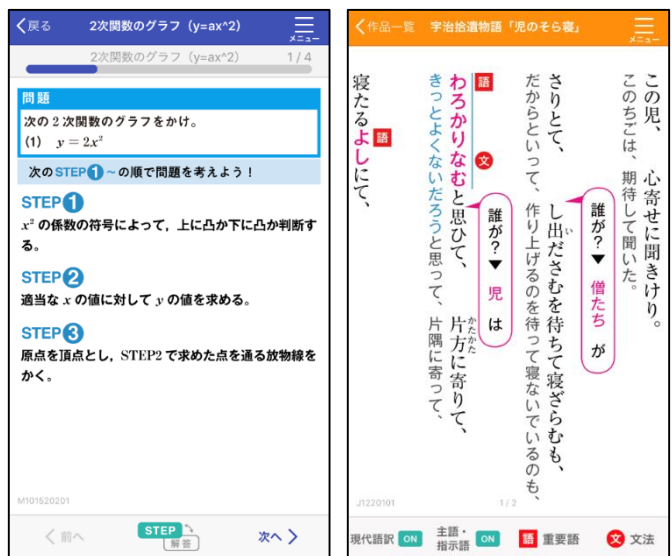 戻る 2次関数のグラフ（y=ax^2） メニュー
2次関数のグラフ（y=ax^2） 1 / 4
問題
次の 2 次関数のグラフをかけ。
(1) y = 2x²
次のSTEP❶～の順で問題を考えよう！
STEP❶
x² の係数の符号によって，上に凸か下に凸か判断す
る。
STEP❷
適当な x の値に対して y の値を求める。
STEP❸
原点を頂点とし，STEP2 で求めた点を通る放物線を
かく。
M101520201
前へ STEP 解答 次へ
作品一覧 宇治拾遺物語「児のそら寝」 メニュー
この児、心寄せに聞きけり。
このちごは、期待して聞いた。
誰が？▼ 僧たち が
さりとて、し出ださむを待ちて寝ざらむも、
い
だからといって、作り上げるのを待って寝ないでいるのも、
誰が？▼ 児 は
語 文
わろかりなむと思ひて、片方に寄りて、
かたかた
きっとよくないだろうと思って、片隅に寄って、
語
寝たるよしにて、
J1220101 1 / 2
現代語訳 ON 主語・指示語 ON 語 重要語 文 文法